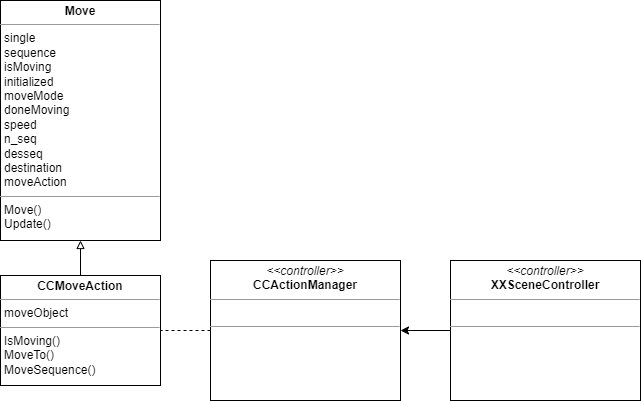 Move
single
sequence
isMoving
initialized
moveMode
doneMoving
speed
n_seq
desseq
destination
moveAction
Move()
Update()
CCMoveAction
moveObject
IsMoving()
MoveTo()
MoveSequence()
<<controller>>
CCActionManager
<<controller>>
XXSceneController